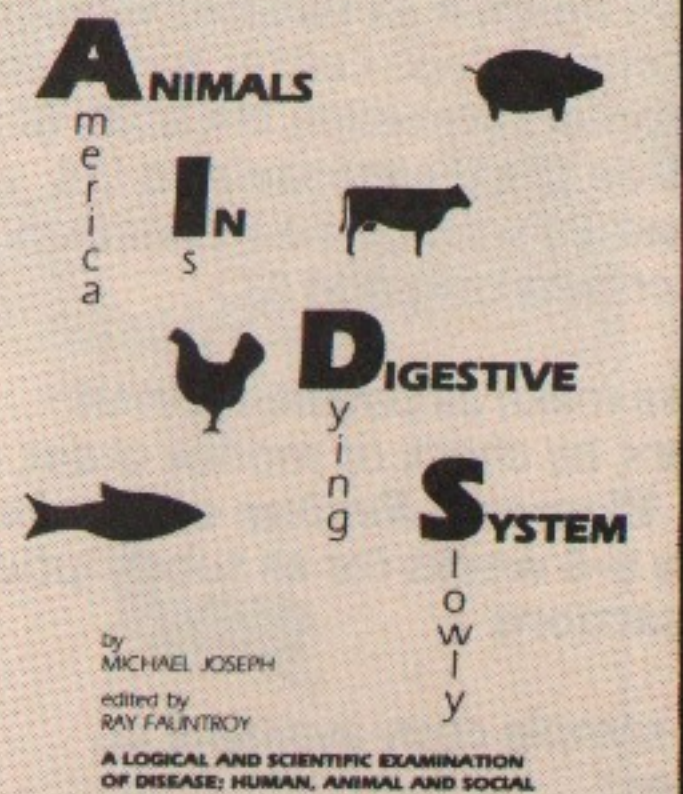 ANIMALS
America
IN
Is
DIGESTIVE
Dying
SYSTEM
Slowly
by
MICHAEL JOSEPH
edited by
RAY FAUNTROY
A LOGICAL AND SCIENTIFIC EXAMINATION
OF DISEASE; HUMAN, ANIMAL AND SOCIAL